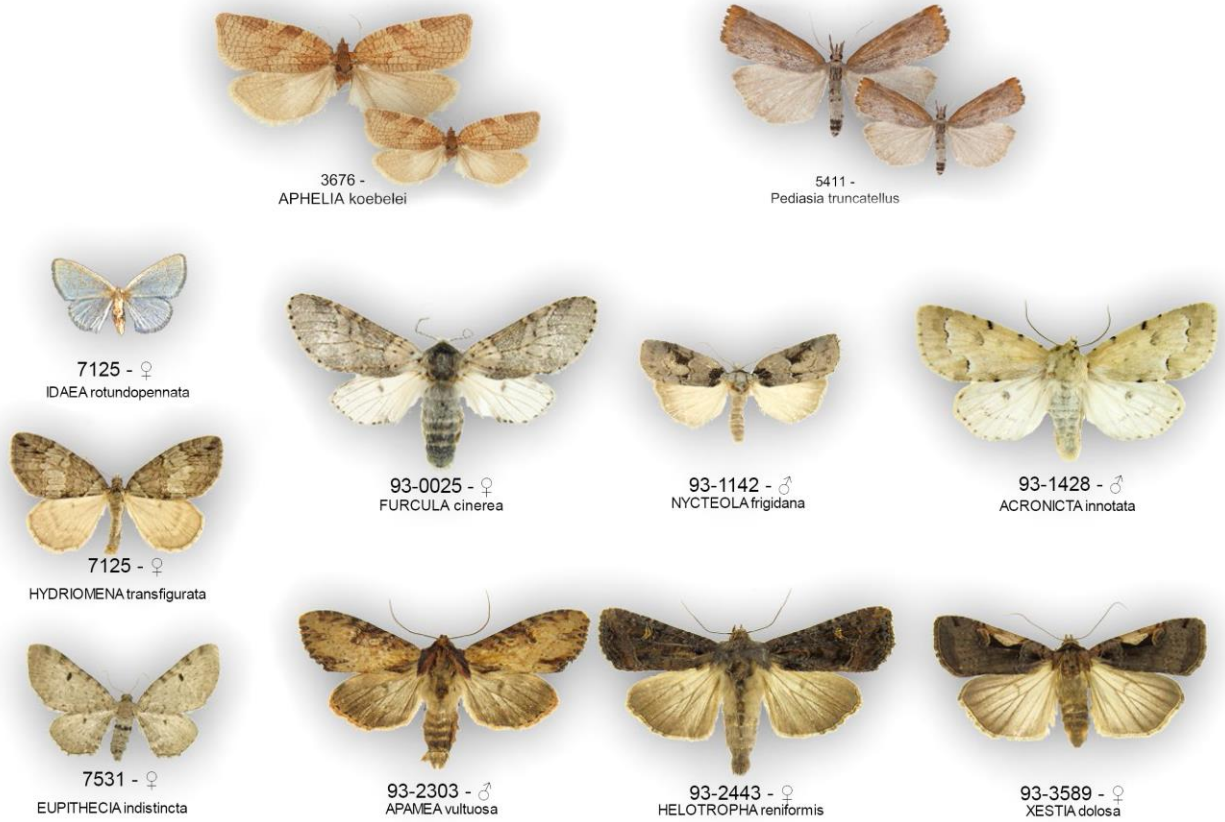 3676 -
APHELIA koebelei
5411 -
Pediasia truncatellus
7125 - ♀
IDAEA rotundopennata
93-0025 - ♀
FURCULA cinerea
93-1142 - ♂
NYCTEOLA frigidana
93-1428 - ♂
ACRONICTA innotata
7125 - ♀
HYDRIOMENA transfigurata
7531 - ♀
EUPITHECIA indistincta
93-2303 - ♂
APAMEA vultuosa
93-2443 - ♀
HELOTROPHA reniformis
93-3589 - ♀
XESTIA dolosa